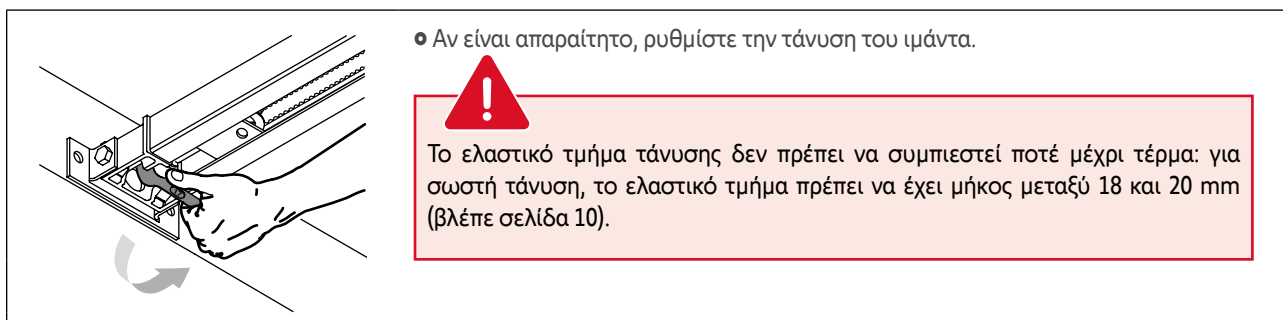 Αν είναι απαραίτητο, ρυθμίστε την τάνυση του ιμάντα.
Το ελαστικό τμήμα τάνυσης δεν πρέπει να συμπιεστεί ποτέ μέχρι τέρμα: για
σωστή τάνυση, το ελαστικό τμήμα πρέπει να έχει μήκος μεταξύ 18 και 20 mm
(βλέπε σελίδα 10).